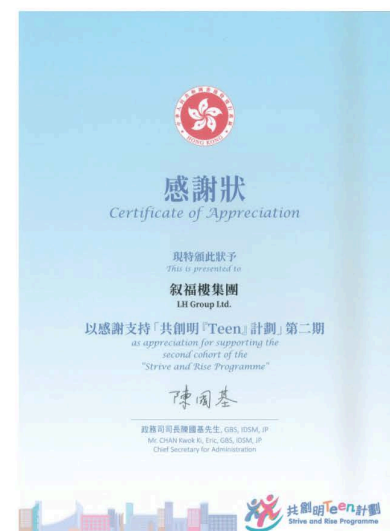 HONG KONG
感謝狀
Certificate of Appreciation
現特頒此狀予
This is presented to
叙福樓集團
LH Group Ltd.
以感謝支持「共創明『Teen』計劃」第二期
as appreciation for supporting the
second cohort of the
"Strive and Rise Programme"
陳國基
政務司司長陳國基先生, GBS, IDSM, JP
Mr. CHAN Kwok Ki, Eric, GBS, IDSM, JP
Chief Secretary for Administration
共創明Teen計劃
Strive and Rise Programme